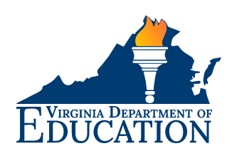 VIRGINIA DEPARTMENT OF
EDUCATION